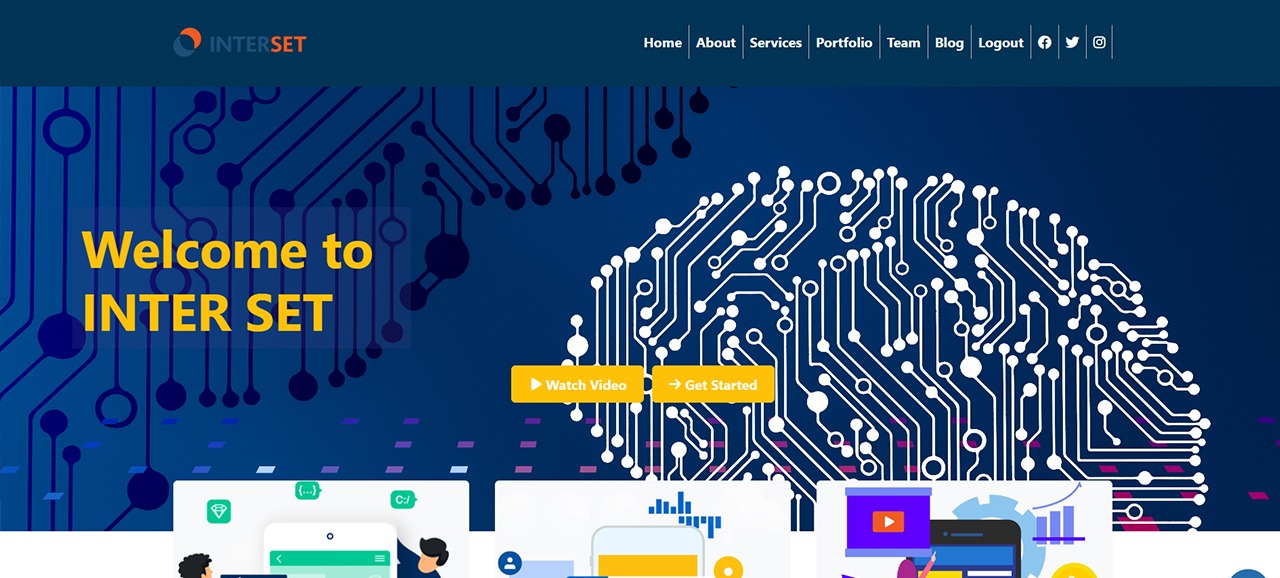 INTERSET
Home About Services Portfolio Team Blog Logout
Welcome to
INTER SET
Watch Video Get Started
{...}
C:/